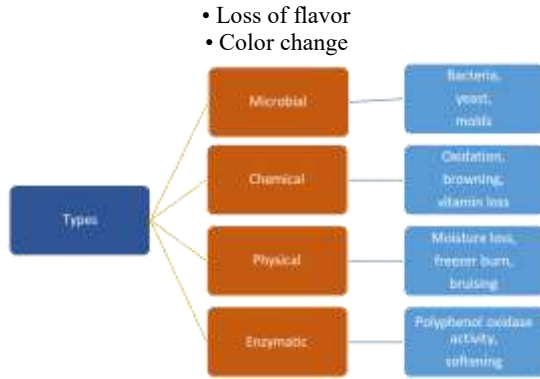 • Loss of flavor
• Color change
Types
Microbial
Bacteria,
yeast,
molds
Chemical
Oxidation,
browning,
vitamin loss
Physical
Moisture loss,
freezer burn,
bruising
Enzymatic
Polyphenol oxidase
activity,
softening